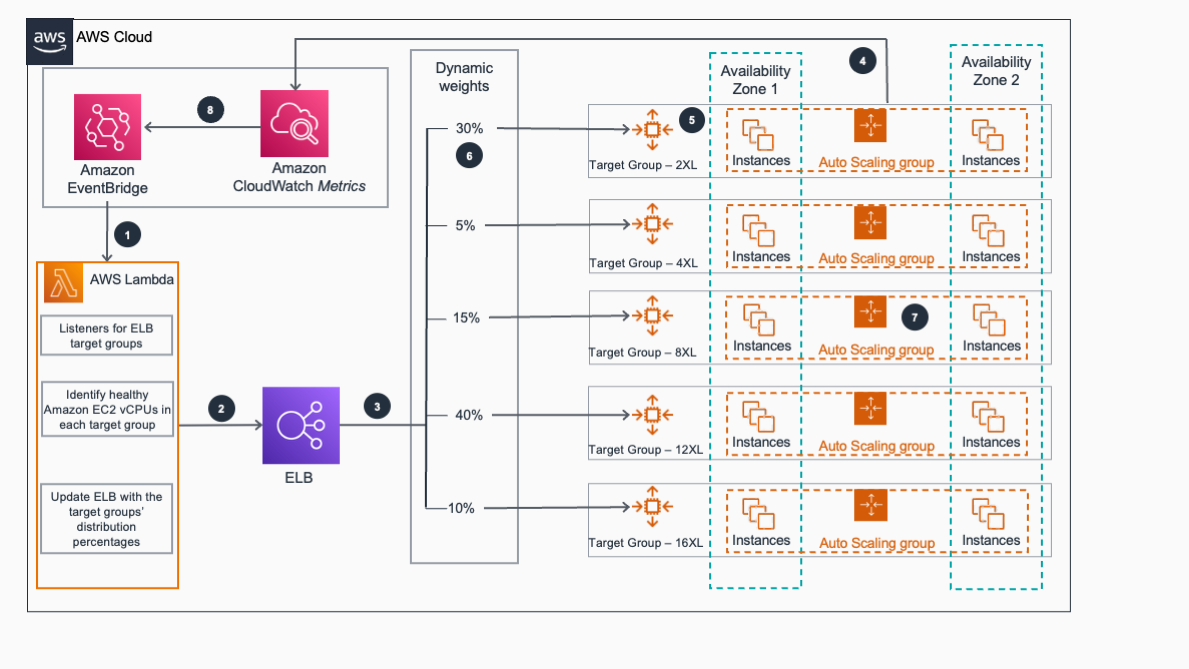 aws
AWS Cloud
4
Availability
Zone 1
Availability
Zone 2
Dynamic
weights
8
Amazon
EventBridge
Amazon
CloudWatch Metrics
1
AWS Lambda
Listeners for ELB
target groups
Identify healthy
Amazon EC2 vCPUs in
each target group
Update ELB with the
target groups’
distribution
percentages
2
ELB
3
30%
6
5%
15%
40%
10%
5
Target Group – 2XL
Instances
Auto Scaling group
Instances
Target Group – 4XL
Instances
Auto Scaling group
Instances
7
Target Group – 8XL
Instances
Auto Scaling group
Instances
Target Group – 12XL
Instances
Auto Scaling group
Instances
Target Group – 16XL
Instances
Auto Scaling group
Instances